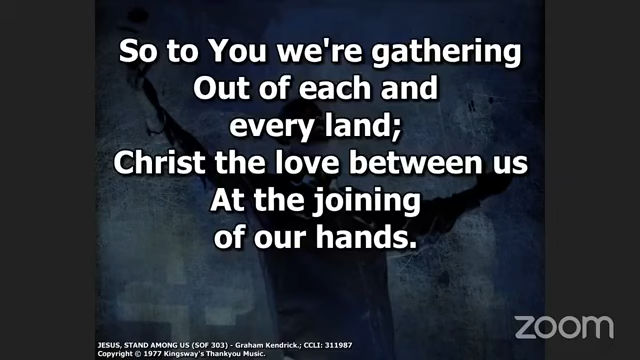 So to You we're gathering
Out of each and
every land;
Christ the love between us
At the joining
of our hands.
JESUS, STAND AMONG US (SOF 303) - Graham Kendrick.; CCLI: 311987
Copyright © 1977 Kingsway's Thankyou Music.
zoom